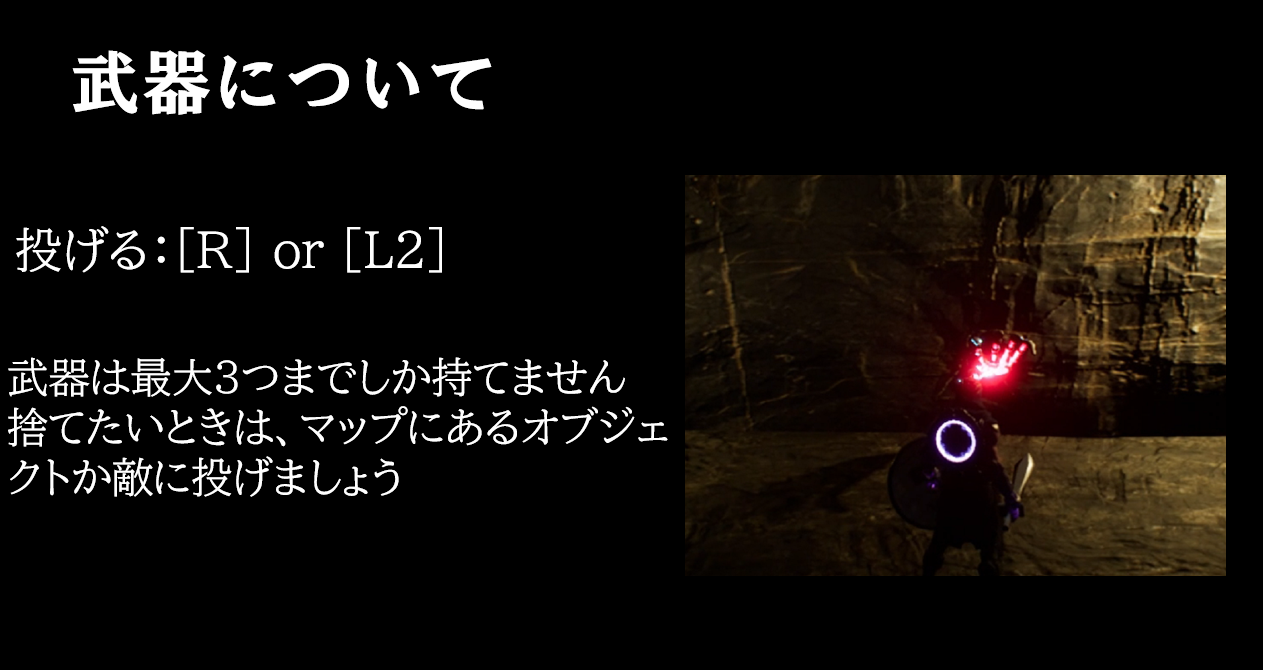 武器について
投げる：[R] or [L2]
武器は最大3つまでしか持てません
捨てたいときは、マップにあるオブジェ
クトか敵に投げましょう